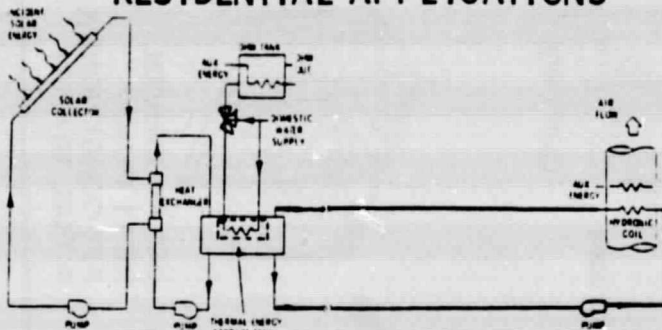 RESIDENTIAL APPLICATIONS
INCIDENT
SOLAR
ENERGY
SOLAR
COLLECTOR
DHW TANK
AUX
ENERGY
DHW
OUT
DOMESTIC
WATER
SUPPLY
HEAT
EXCHANGER
AIR
FLOW
AUX
ENERGY
HYDRONIC
COIL
PUMP
PUMP
THERMAL ENERGY
PUMP